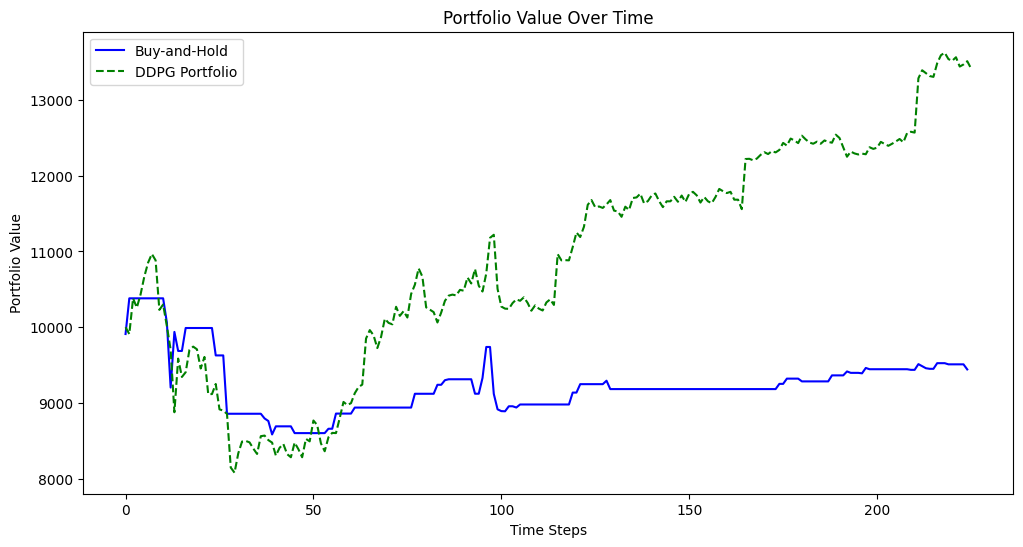 Portfolio Value Over Time
Buy-and-Hold
DDPG Portfolio
Portfolio Value
13000
12000
11000
10000
9000
8000
0 50 100 150 200
Time Steps